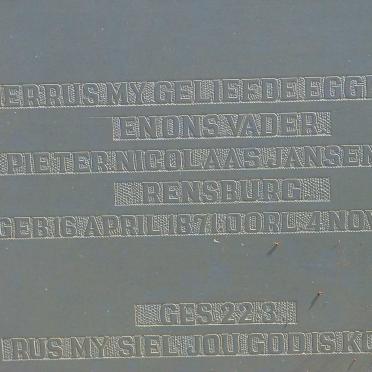 HIER RUS MY GELIEFDE EGGE
EN ONS VADER
PIETER NICOLAAS JANSEN
RENSBURG
GEB 16 APRIL 1871. OORL. 4 NOV
GES. 22:3.
RUS MY SIEL JOU GOD IS KO